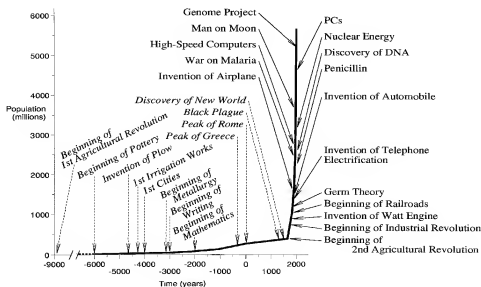 Genome Project
Man on Moon
High-Speed Computers
War on Malaria
Invention of Airplane
Discovery of New World
Black Plague
Peak of Rome
Peak of Greece
PCs
Nuclear Energy
Discovery of DNA
Penicillin
Invention of Automobile
Invention of Telephone
Electrification
Germ Theory
Beginning of Railroads
Invention of Watt Engine
Beginning of Industrial Revolution
Beginning of
2nd Agricultural Revolution
Beginning of
1st Agricultural Revolution
Beginning of Pottery
Invention of Plow
1st Irrigation Works
1st Cities
Beginning of
Metallurgy
Beginning of
Writing
Beginning of
Mathematics
Population
(millions)
6000
5000
4000
3000
2000
1000
0
-9000
-6000
-5000
-4000
-3000
-2000
-1000
0
1000
2000
Time (years)